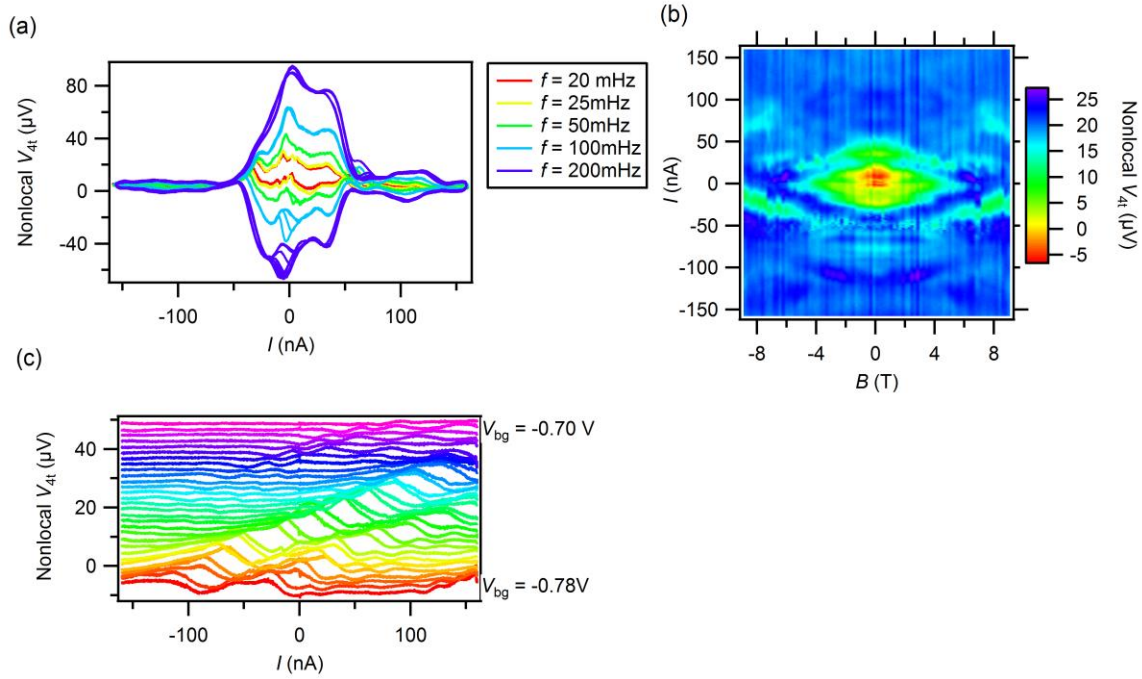 (a)
Nonlocal V4t (µV)
80
40
0
-40
-100
0
100
I (nA)
f = 20 mHz
f = 25mHz
f = 50mHz
f = 100mHz
f = 200mHz
(b)
I (nA)
150
100
50
0
-50
-100
-150
-8
-4
0
4
8
B (T)
25
20
15
10
5
0
-5
Nonlocal V4t (µV)
(c)
Nonlocal V4t (µV)
40
20
0
-100
0
100
I (nA)
Vbg = -0.70 V
Vbg = -0.78V